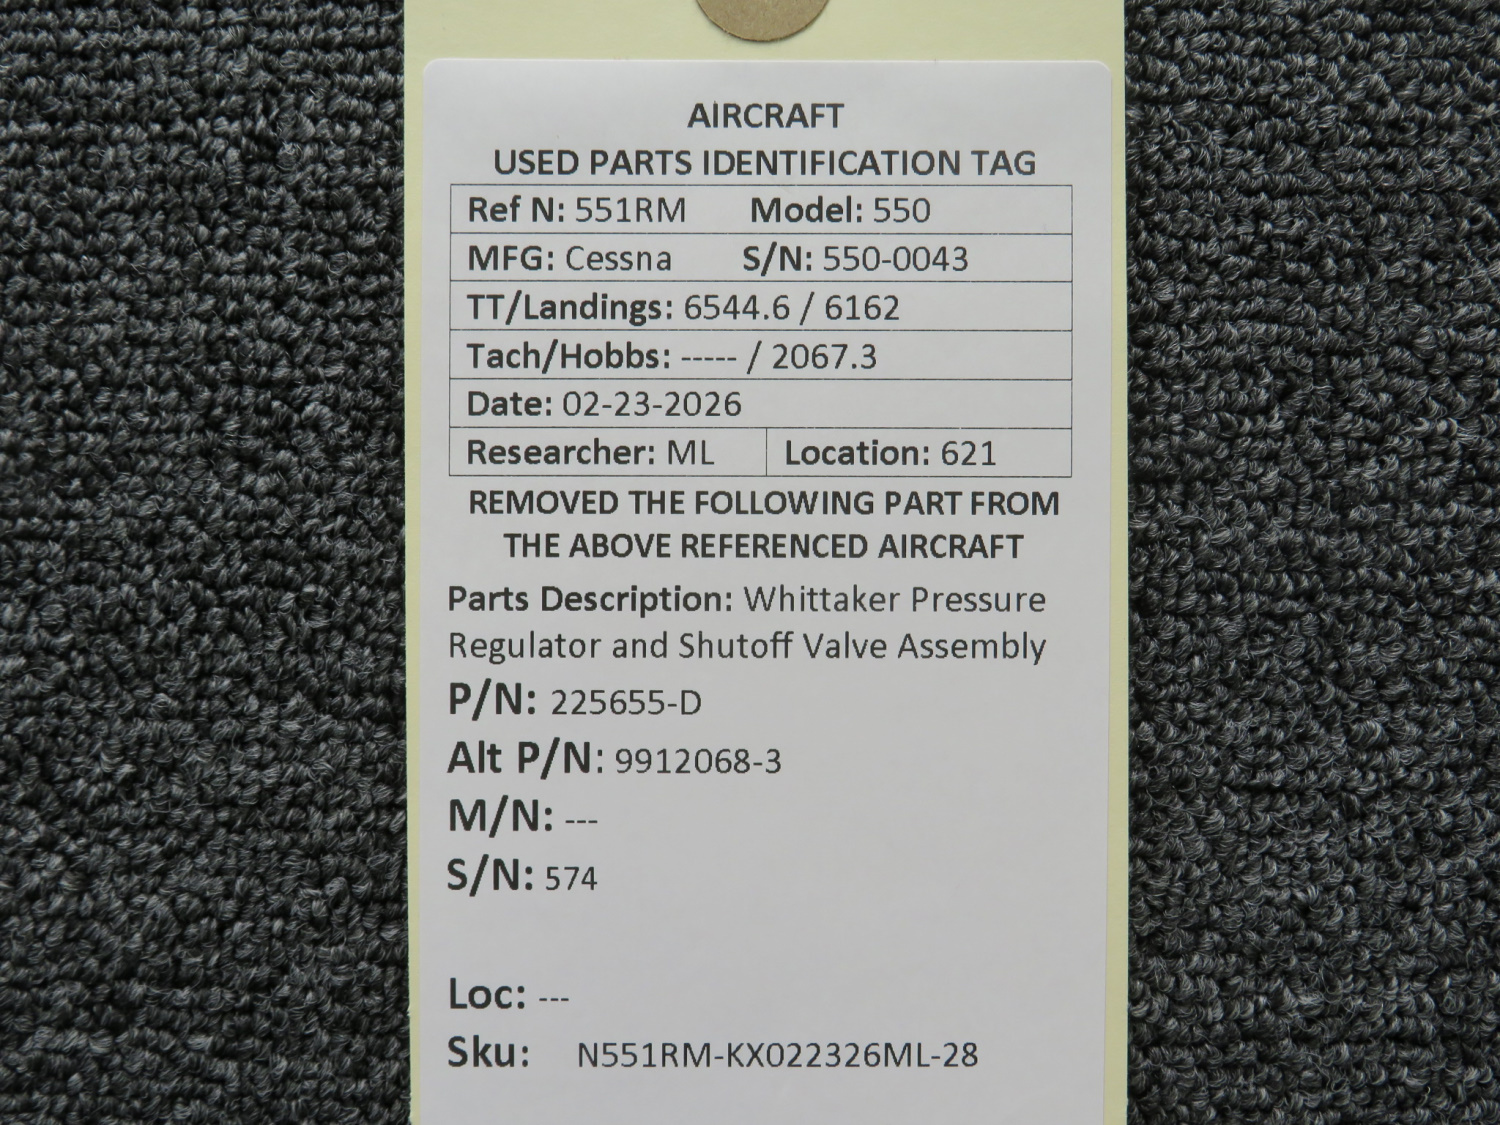 AIRCRAFT
USED PARTS IDENTIFICATION TAG
Ref N: 551RM Model: 550
MFG: Cessna S/N: 550-0043
TT/Landings: 6544.6 / 6162
Tach/Hobbs: ----- / 2067.3
Date: 02-23-2026
Researcher: ML Location: 621
REMOVED THE FOLLOWING PART FROM
THE ABOVE REFERENCED AIRCRAFT
Parts Description: Whittaker Pressure
Regulator and Shutoff Valve Assembly
P/N: 225655-D
Alt P/N: 9912068-3
M/N: ---
S/N: 574
Loc: ---
Sku: N551RM-KX022326ML-28